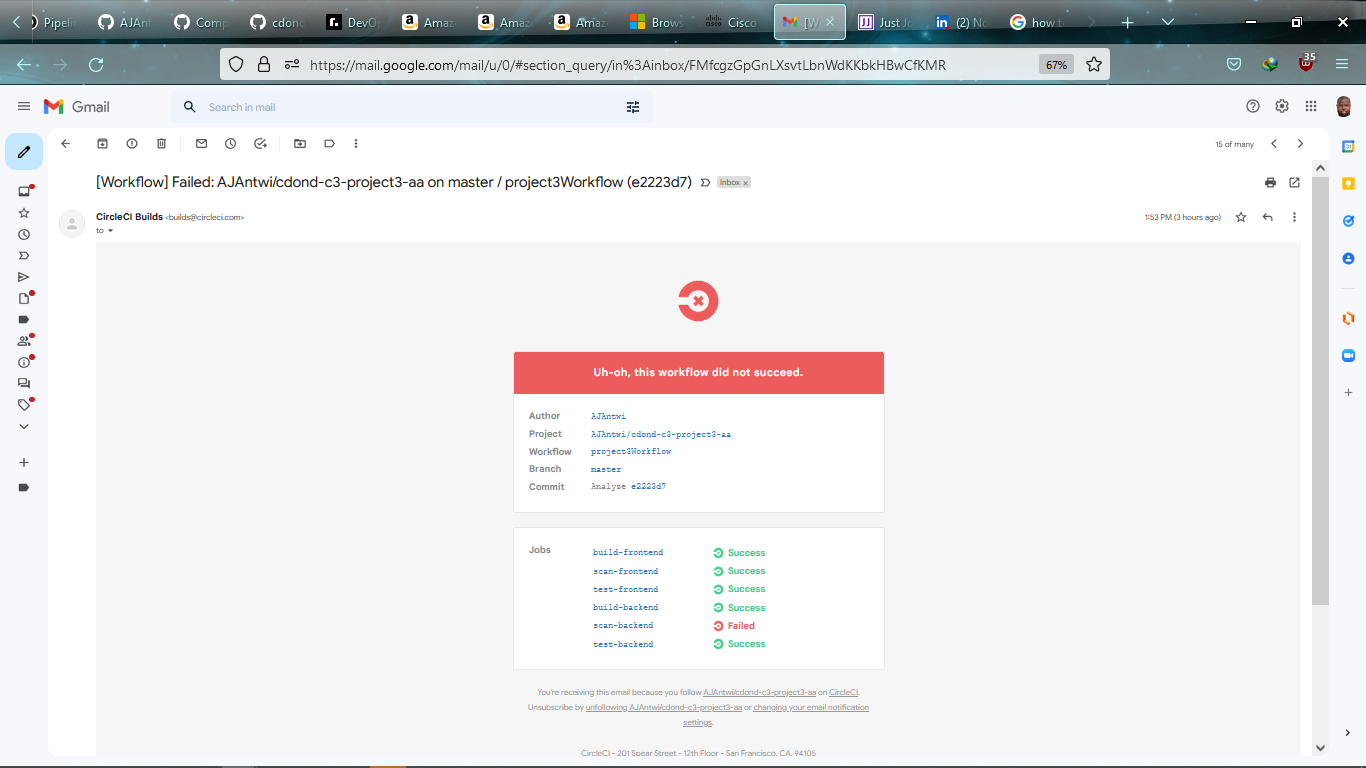 Pipelin
AJAnt
Comp
cdonc
DevO
Amaz
Amaz
Amaz
Brows
Cisco
[W
Just Jo
(2) No
how t
https://mail.google.com/mail/u/0/#section_query/in%3Ainbox/FMfcgzGpGnLXsvtLbnWdKKbkHBwCfKMR
67%
35
Gmail
Search in mail
15 of many
[Workflow] Failed: AJAntwi/cdond-c3-project3-aa on master / project3Workflow (e2223d7)
Inbox x
CircleCI Builds <builds@circleci.com>
1:53 PM (3 hours ago)
to
Uh-oh, this workflow did not succeed.
Author AJAntwi
Project AJAntwi/cdond-c3-project3-aa
Workflow project3Workflow
Branch master
Commit Analyze e2223d7
Jobs build-frontend Success
scan-frontend Success
test-frontend Success
build-backend Success
scan-backend Failed
test-backend Success
You're receiving this email because you follow AJAntwi/cdond-c3-project3-aa on CircleCI.
Unsubscribe by unfollowing AJAntwi/cdond-c3-project3-aa or changing your email notification
settings.
CircleCI - 201 Spear Street - 12th Floor - San Francisco, CA, 94105